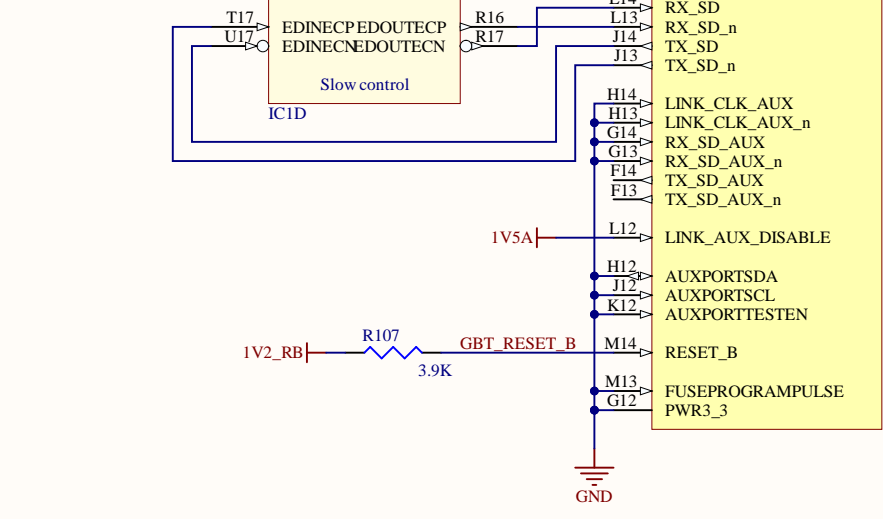 L14 RX_SD
T17 EDINECP EDOUTECP R16 L13 RX_SD_n
U17 EDINECN EDOUTECN R17 J14 TX_SD
J13 TX_SD_n
Slow control
IC1D
H14 LINK_CLK_AUX
H13 LINK_CLK_AUX_n
G14 RX_SD_AUX
G13 RX_SD_AUX_n
F14 TX_SD_AUX
F13 TX_SD_AUX_n
1V5A L12 LINK_AUX_DISABLE
H12 AUXPORTSDA
J12 AUXPORTSCL
K12 AUXPORTTESTEN
R107
1V2_RB GBT_RESET_B M14 RESET_B
3.9K
M13 FUSEPROGRAMPULSE
G12 PWR3_3
GND